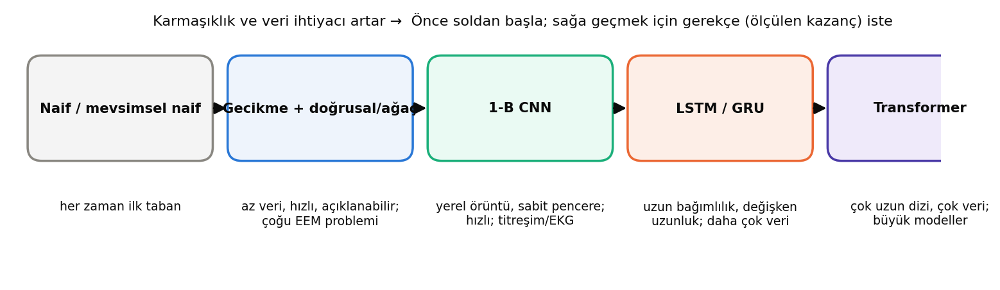 Karmaşıklık ve veri ihtiyacı artar → Önce soldan başla; sağa geçmek için gerekçe (ölçülen kazanç) iste
Naif / mevsimsel naif
Gecikme + doğrusal/ağaç
1-B CNN
LSTM / GRU
Transformer
her zaman ilk taban
az veri, hızlı, açıklanabilir;
çoğu EEM problemi
yerel örüntü, sabit pencere;
hızlı; titreşim/EKG
uzun bağımlılık, değişken
uzunluk; daha çok veri
çok uzun dizi, çok veri;
büyük modeller